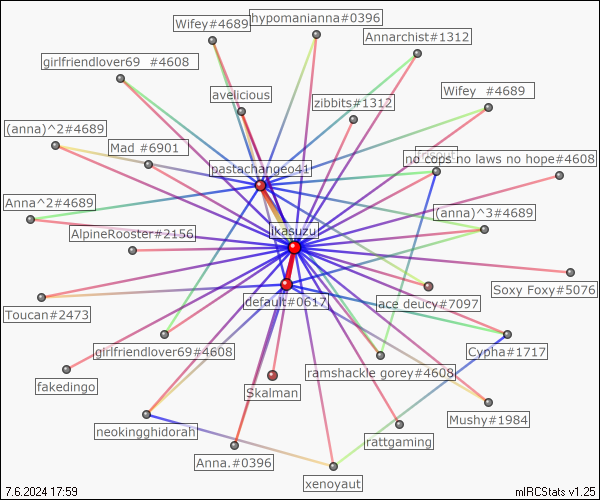 Wifey#4689
hypomanianna#0396
Annarchist#1312
girlfriendlover69 #4608
avelicious
zibbits#1312
Wifey #4689
(anna)^2#4689
Mad #6901
no cops no laws no hope#4608
pastachangeo41
Anna^2#4689
(anna)^3#4689
AlpineRooster#2156
ikasuzu
Soxy Foxy#5076
default#0617
lace deucy#7097
Toucan#2473
girlfriendlover69#4608
Cypha#1717
fakedingo
Skalman
ramshackle gorey#4608
Mushy#1984
neokingghidorah
rattgaming
Anna.#0396
xenoyaut
7.6.2024 17:59
mIRCStats v1.25